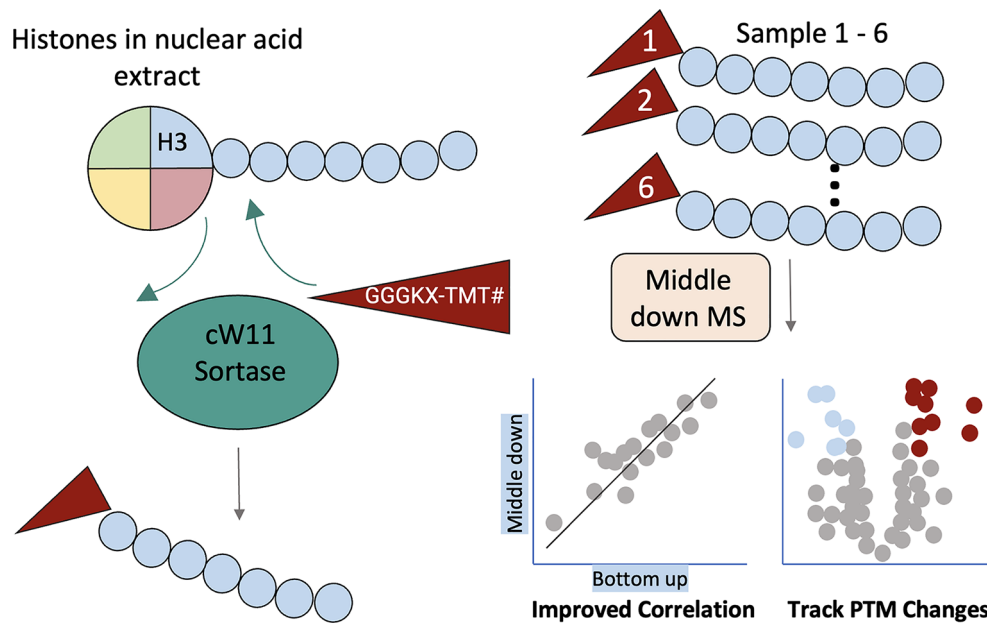 Histones in nuclear acid
extract
H3
GGGKX-TMT#
cW11
Sortase
Sample 1 - 6
1
2
6
Middle
down MS
Middle down
Bottom up
Improved Correlation
Track PTM Changes